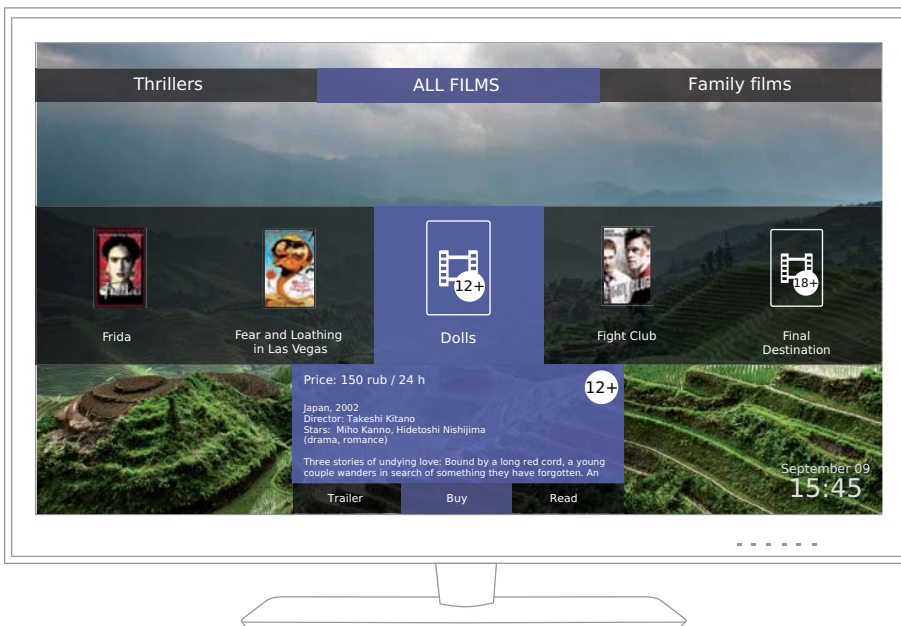 Thrillers
ALL FILMS
Family films
12+
18+
Frida
Fear and Loathing
in Las Vegas
Dolls
Fight Club
Final
Destination
Price: 150 rub / 24 h
12+
Japan, 2002
Director: Takeshi Kitano
Stars: Miho Kanno, Hidetoshi Nishijima
(drama, romance)
Three stories of undying love: Bound by a long red cord, a young
couple wanders in search of something they have forgotten. An
September 09
15:45
Trailer
Buy
Read